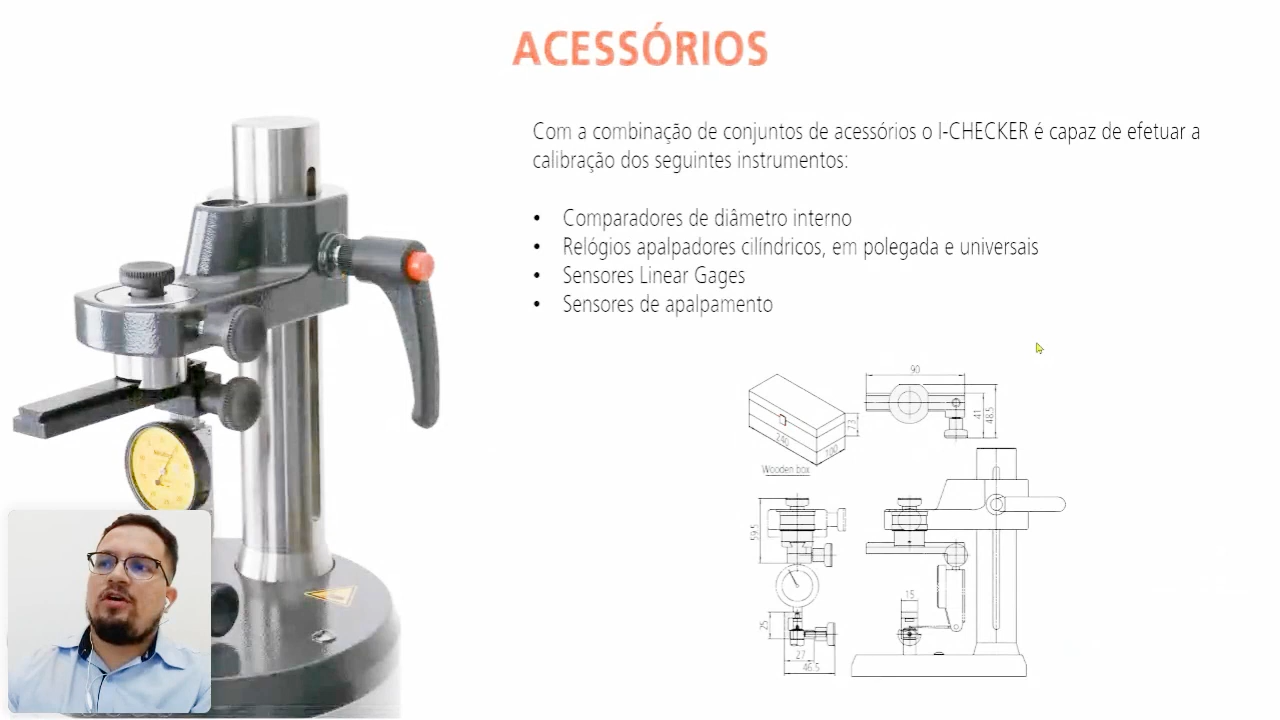 ACESSÓRIOS
Com a combinação de conjuntos de acessórios o I-CHECKER é capaz de efetuar a
calibração dos seguintes instrumentos:
• Comparadores de diâmetro interno
• Relógios apalpadores cilíndricos, em polegada e universais
• Sensores Linear Gages
• Sensores de apalpamento
90
41
48.5
73
240
100
Wooden box
59.5
15
25
27
46.5